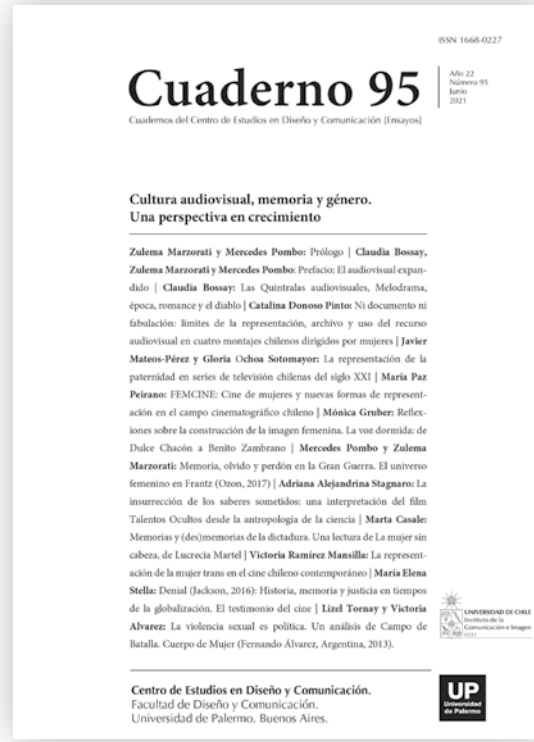 ISSN 1668-0227
Cuaderno 95
Cuadernos del Centro de Estudios en Diseño y Comunicación [Ensayos]
Año 22
Número 95
Junio
2021
Cultura audiovisual, memoria y género.
Una perspectiva en crecimiento
Zulema Marzorati y Mercedes Pombo: Prólogo | Claudia Bossay,
Zulema Marzorati y Mercedes Pombo: Prefacio: El audiovisual expan-
dido | Claudia Bossay: Las Quintralas audiovisuales, Melodrama,
época, romance y el diablo | Catalina Donoso Pinto: Ni documento ni
fabulación: límites de la representación, archivo y uso del recurso
audiovisual en cuatro montajes chilenos dirigidos por mujeres | Javier
Mateos-Pérez y Gloria Ochoa Sotomayor: La representación de la
paternidad en series de televisión chilenas del siglo XXI | María Paz
Peirano: FEMCINE: Cine de mujeres y nuevas formas de represent-
ación en el campo cinematográfico chileno | Mónica Gruber: Reflex-
iones sobre la construcción de la imagen femenina. La voz dormida: de
Dulce Chacón a Benito Zambrano | Mercedes Pombo y Zulema
Marzorati: Memoria, olvido y perdón en la Gran Guerra. El universo
femenino en Frantz (Ozon, 2017) | Adriana Alejandrina Stagnaro: La
insurrección de los saberes sometidos: una interpretación del film
Talentos Ocultos desde la antropología de la ciencia | Marta Casale:
Memorias y (des)memorias de la dictadura. Una lectura de La mujer sin
cabeza, de Lucrecia Martel | Victoria Ramírez Mansilla: La represent-
ación de la mujer trans en el cine chileno contemporáneo | María Elena
Stella: Denial (Jackson, 2016): Historia, memoria y justicia en tiempos
de la globalización. El testimonio del cine | Lizel Tornay y Victoria
Alvarez: La violencia sexual es política. Un análisis de Campo de
Batalla. Cuerpo de Mujer (Fernando Álvarez, Argentina, 2013).
UNIVERSIDAD DE CHILE
Instituto de la
Comunicación e Imagen
ICEI
Centro de Estudios en Diseño y Comunicación.
Facultad de Diseño y Comunicación.
Universidad de Palermo. Buenos Aires.
UP
Universidad
de Palermo